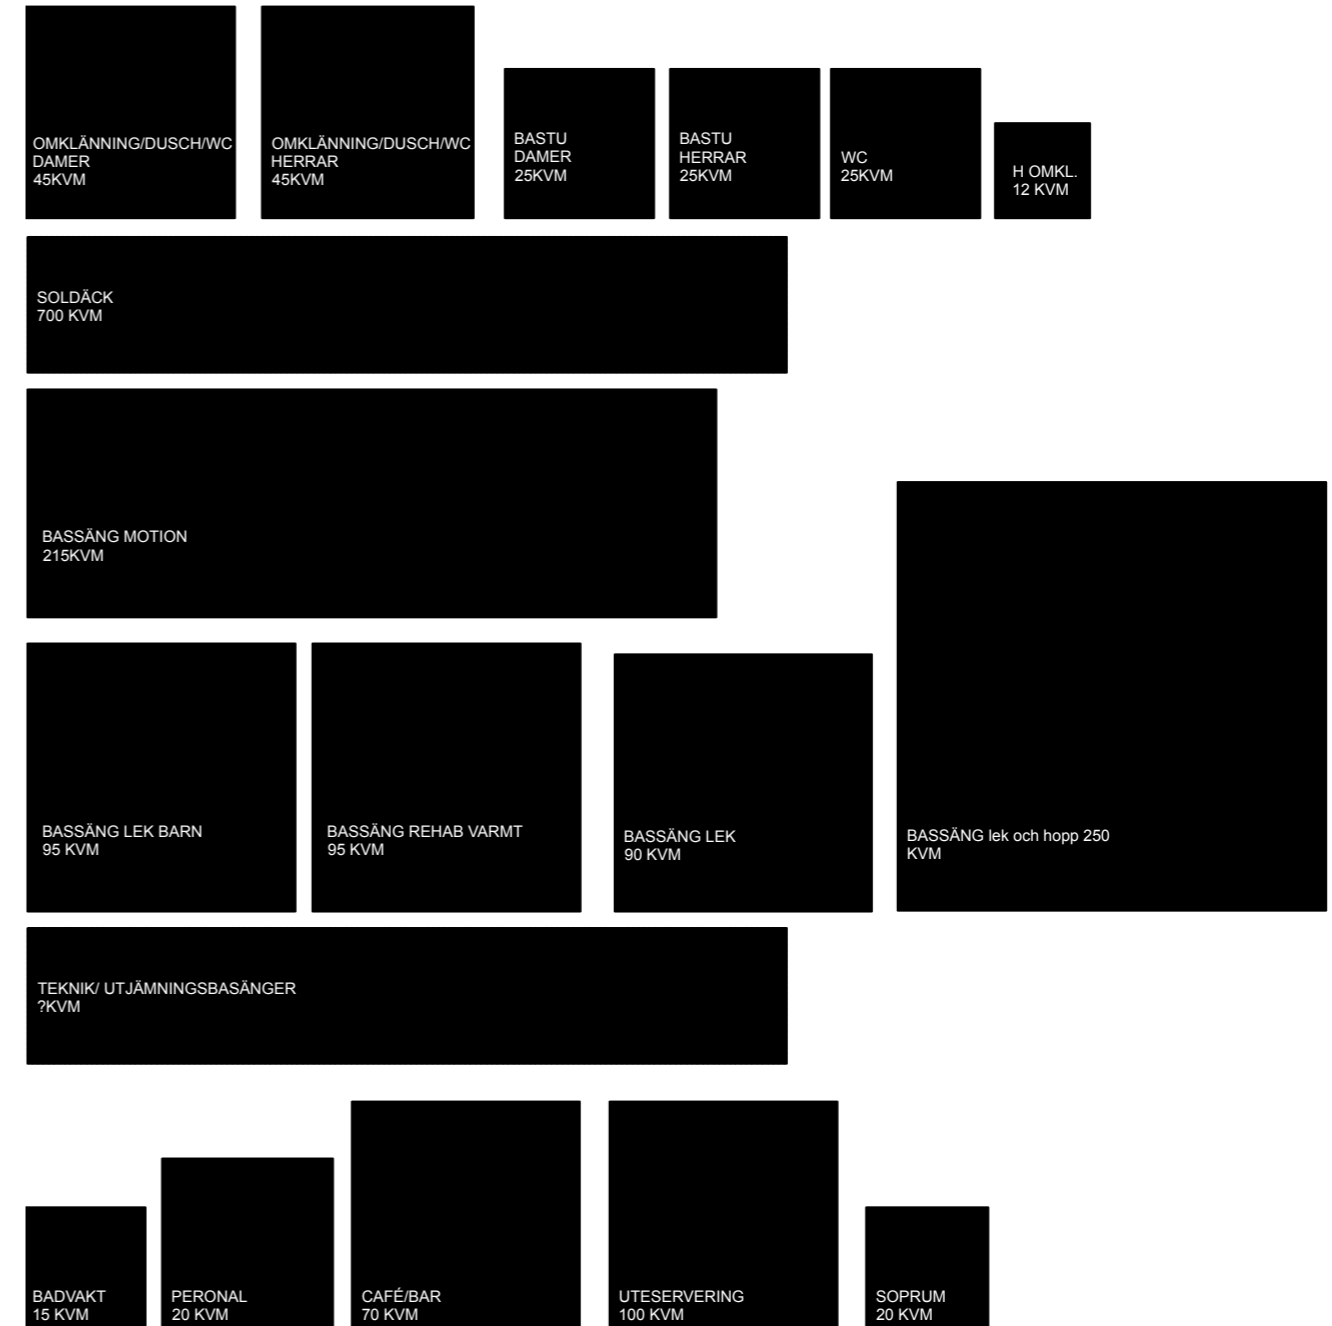 OMKLÄNNING/DUSCH/WC
DAMER
45KVM
OMKLÄNNING/DUSCH/WC
HERRAR
45KVM
BASTU
DAMER
25KVM
BASTU
HERRAR
25KVM
WC
25KVM
H OMKL.
12 KVM
SOLDÄCK
700 KVM
BASSÄNG MOTION
215KVM
BASSÄNG LEK BARN
95 KVM
BASSÄNG REHAB VARMT
95 KVM
BASSÄNG LEK
90 KVM
BASSÄNG lek och hopp 250
KVM
TEKNIK/ UTJÄMNINGSBASÄNGER
?KVM
BADVAKT
15 KVM
PERONAL
20 KVM
CAFÉ/BAR
70 KVM
UTESERVERING
100 KVM
SOPRUM
20 KVM